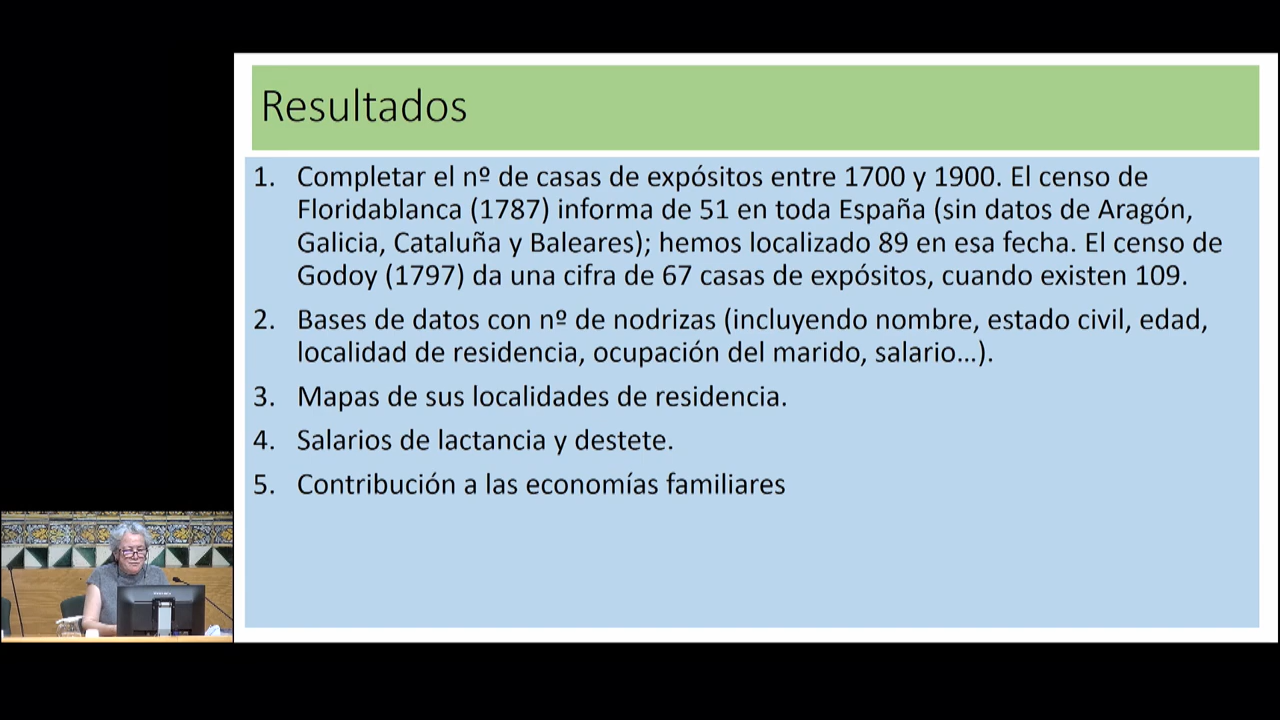 Resultados
1. Completar el nº de casas de expósitos entre 1700 y 1900. El censo de
Floridablanca (1787) informa de 51 en toda España (sin datos de Aragón,
Galicia, Cataluña y Baleares); hemos localizado 89 en esa fecha. El censo de
Godoy (1797) da una cifra de 67 casas de expósitos, cuando existen 109.
2. Bases de datos con nº de nodrizas (incluyendo nombre, estado civil, edad,
localidad de residencia, ocupación del marido, salario…).
3. Mapas de sus localidades de residencia.
4. Salarios de lactancia y destete.
5. Contribución a las economías familiares